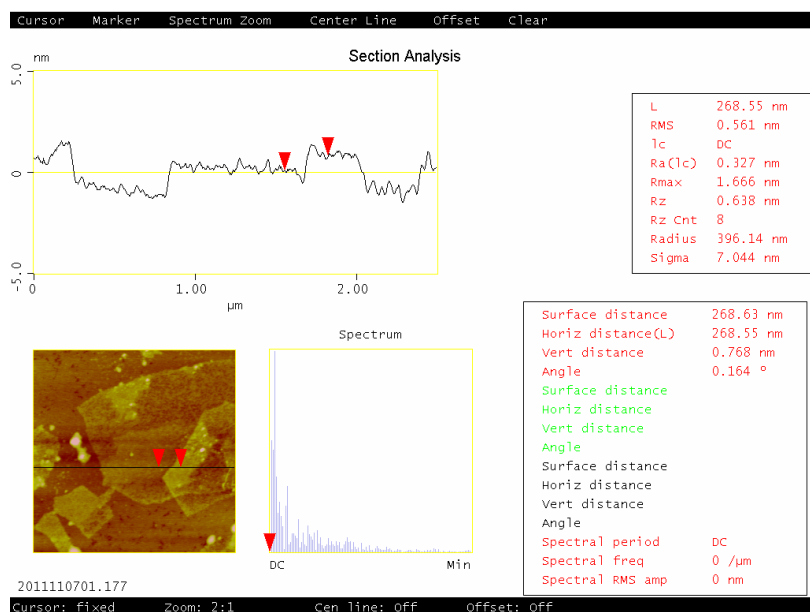 Cursor Marker Spectrum Zoom Center Line Offset Clear
Section Analysis
nm
5.0
0
-5.0
0 1.00 2.00
µm
L 268.55 nm
RMS 0.561 nm
lc DC
Ra(lc) 0.327 nm
Rmax 1.666 nm
Rz 0.638 nm
Rz Cnt 8
Radius 396.14 nm
Sigma 7.044 nm
Spectrum
DC Min
Surface distance 268.63 nm
Horiz distance(L) 268.55 nm
Vert distance 0.768 nm
Angle 0.164 º
Surface distance
Horiz distance
Vert distance
Angle
Surface distance
Horiz distance
Vert distance
Angle
Spectral period DC
Spectral freq 0 /µm
Spectral RMS amp 0 nm
2011110701.177
Cursor: fixed Zoom: 2:1 Cen line: Off Offset: Off